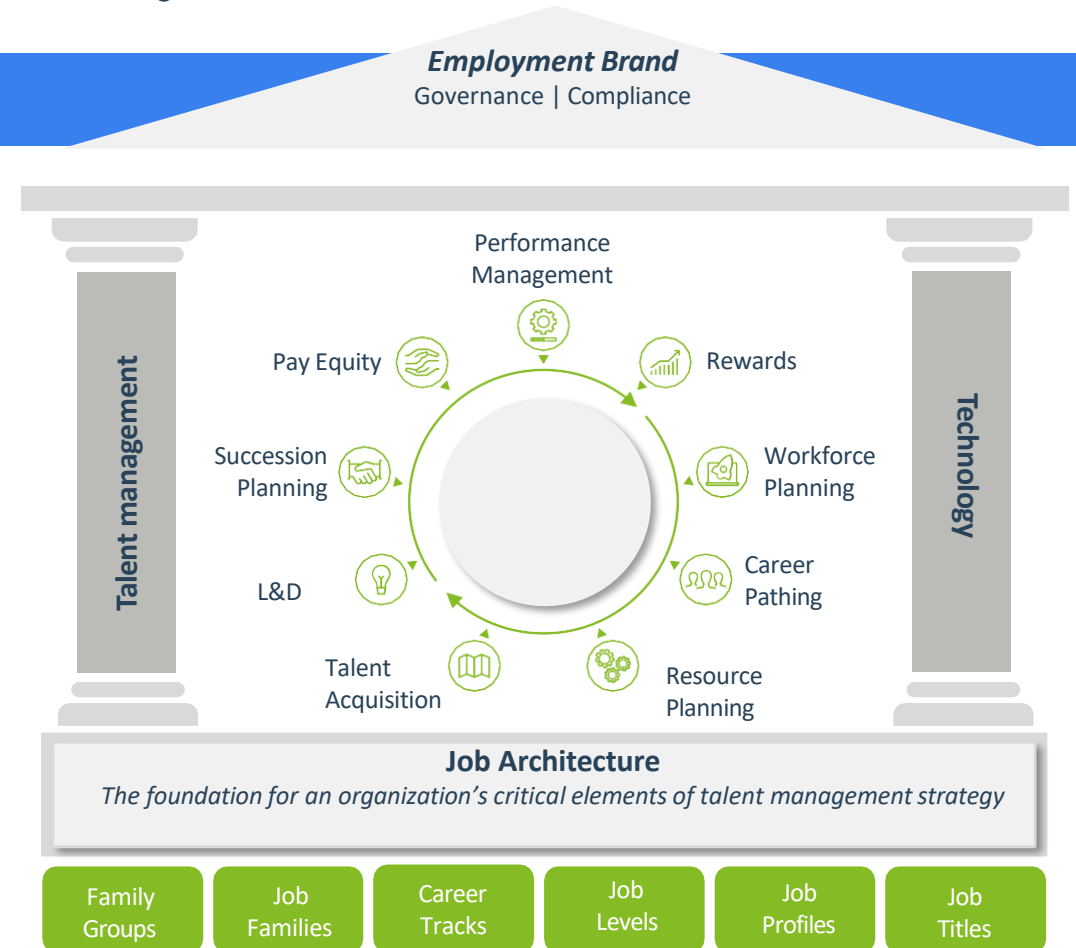 Employment Brand
Governance | Compliance
Performance
Management
Pay Equity
Rewards
Succession
Planning
Workforce
Planning
Talent management
Technology
L&D
Career
Pathing
Talent
Acquisition
Resource
Planning
Job Architecture
The foundation for an organization’s critical elements of talent management strategy
Family
Groups
Job
Families
Career
Tracks
Job
Levels
Job
Profiles
Job
Titles